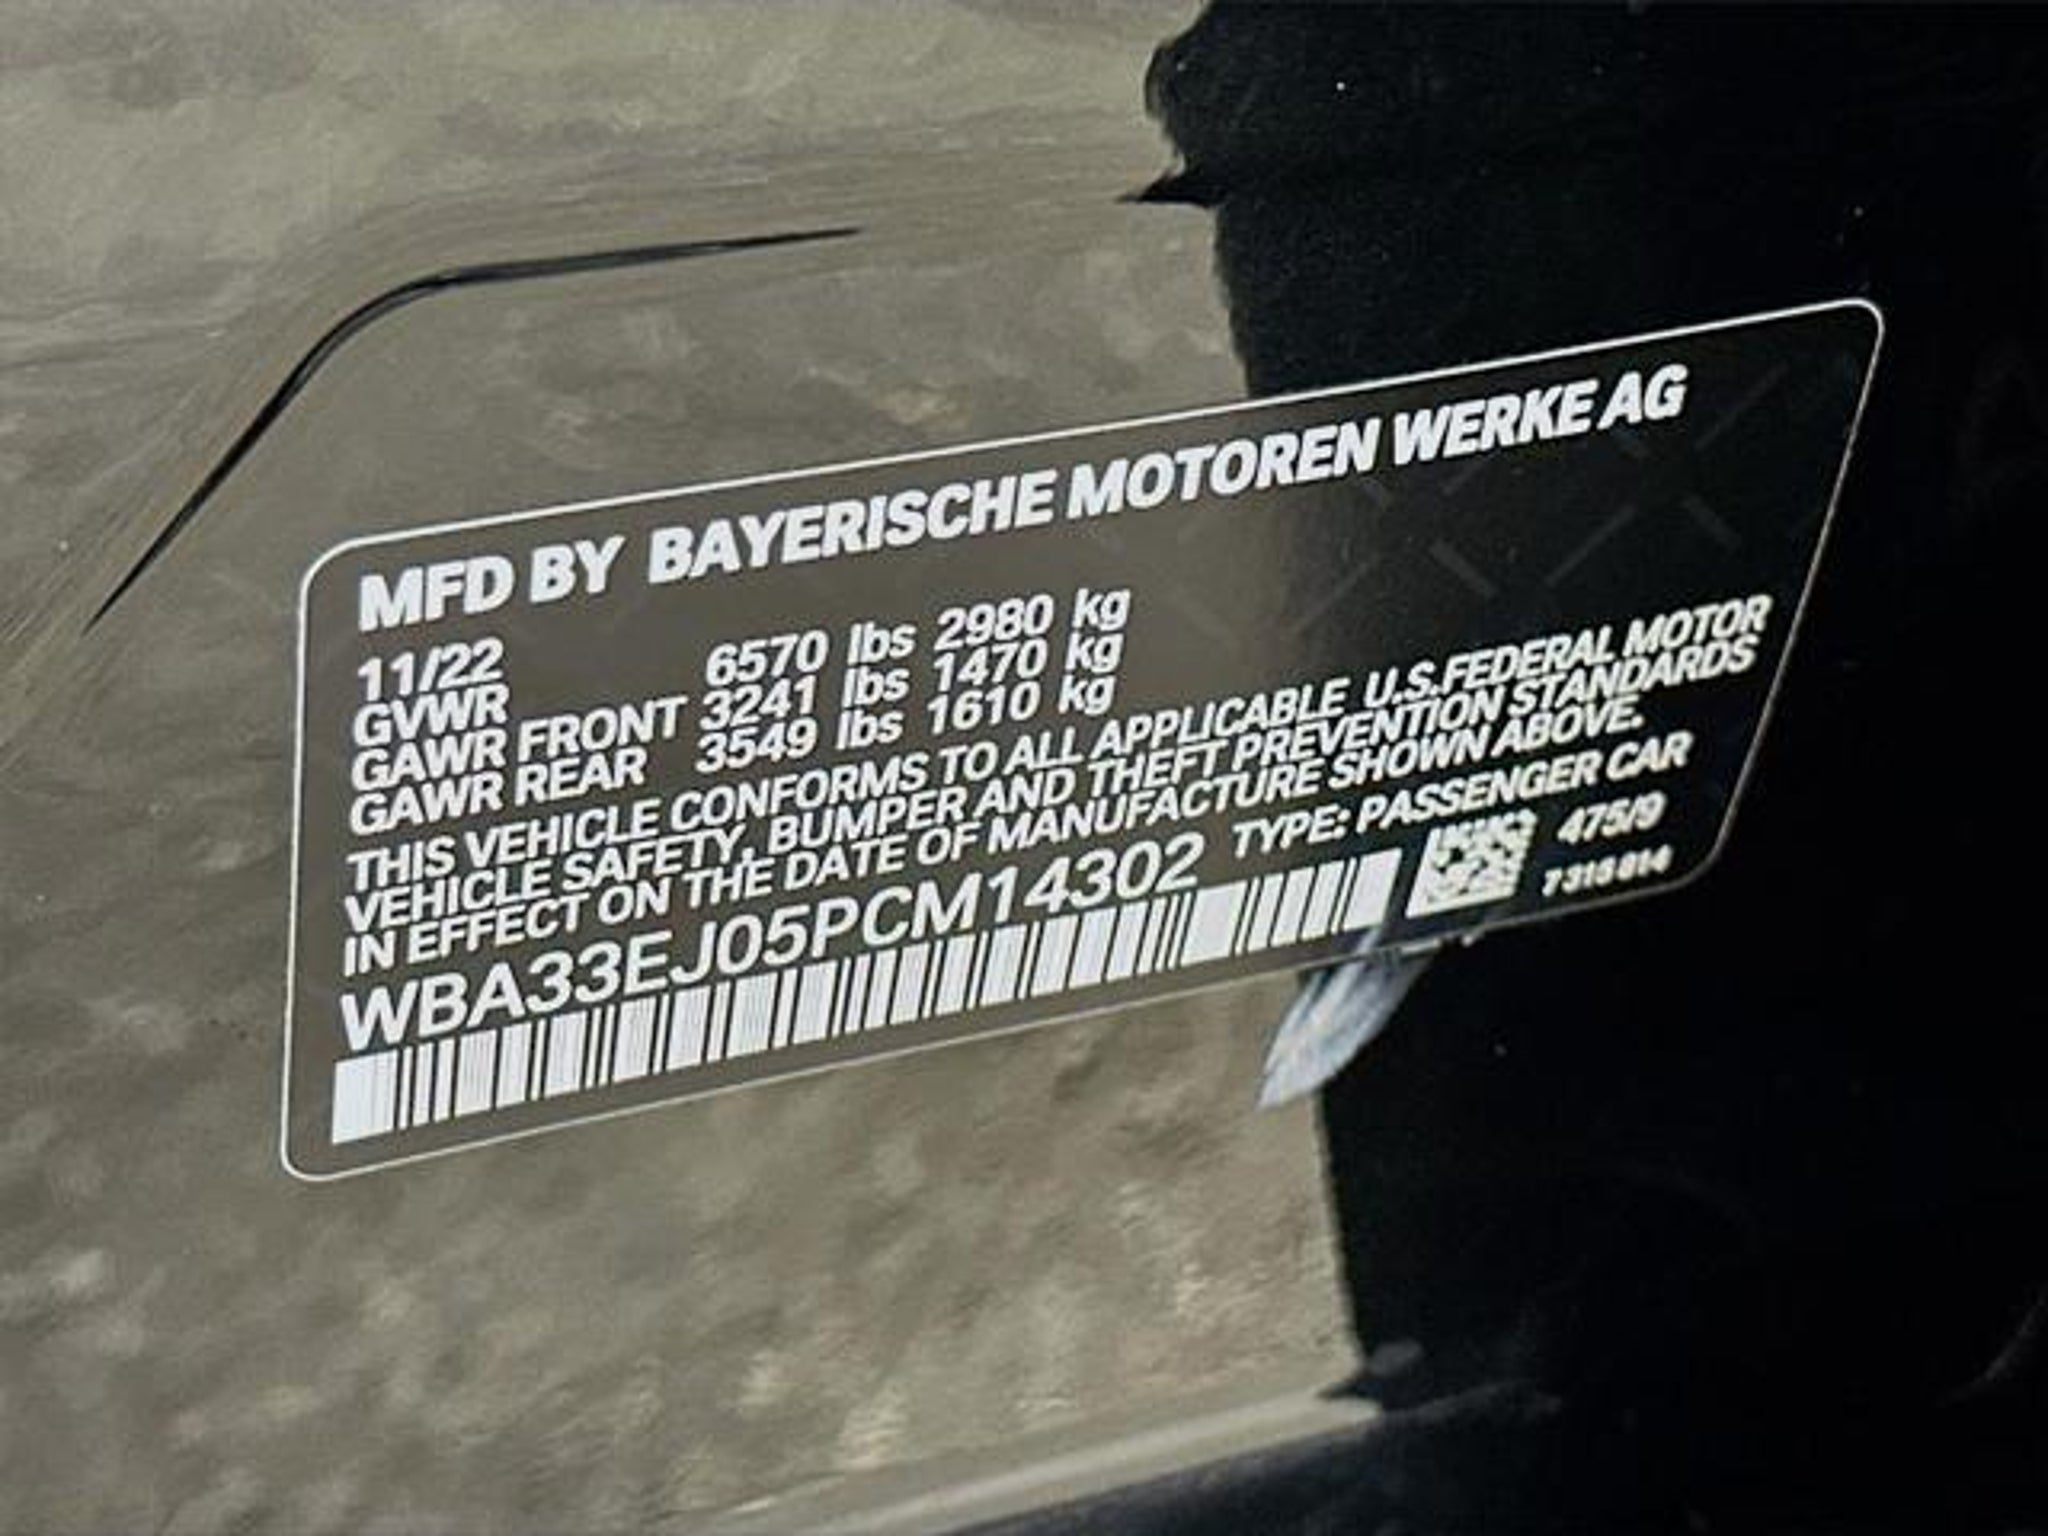 MFD BY BAYERISCHE MOTOREN WERKE AG
11/22
GVWR 6570 lbs 2980 kg
GAWR FRONT 3241 lbs 1470 kg
GAWR REAR 3549 lbs 1610 kg
THIS VEHICLE CONFORMS TO ALL APPLICABLE U.S.FEDERAL MOTOR
VEHICLE SAFETY, BUMPER AND THEFT PREVENTION STANDARDS
IN EFFECT ON THE DATE OF MANUFACTURE SHOWN ABOVE.
WBA33EJ05PCM14302 TYPE: PASSENGER CAR
475/9